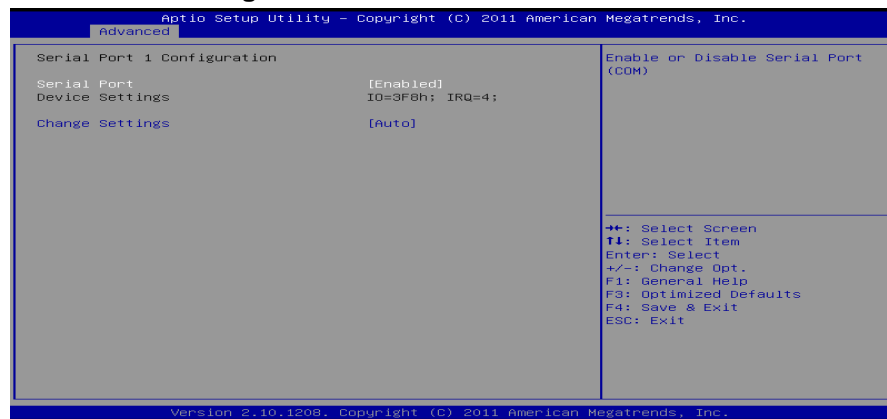 Aptio Setup Utility – Copyright (C) 2011 American Megatrends, Inc.
Advanced
Serial Port 1 Configuration
Serial Port [Enabled]
Device Settings IO=3F8h; IRQ=4;
Change Settings [Auto]
Enable or Disable Serial Port
(COM)
→←: Select Screen
↑↓: Select Item
Enter: Select
+/-: Change Opt.
F1: General Help
F3: Optimized Defaults
F4: Save & Exit
ESC: Exit
Version 2.10.1208. Copyright (C) 2011 American Megatrends, Inc.